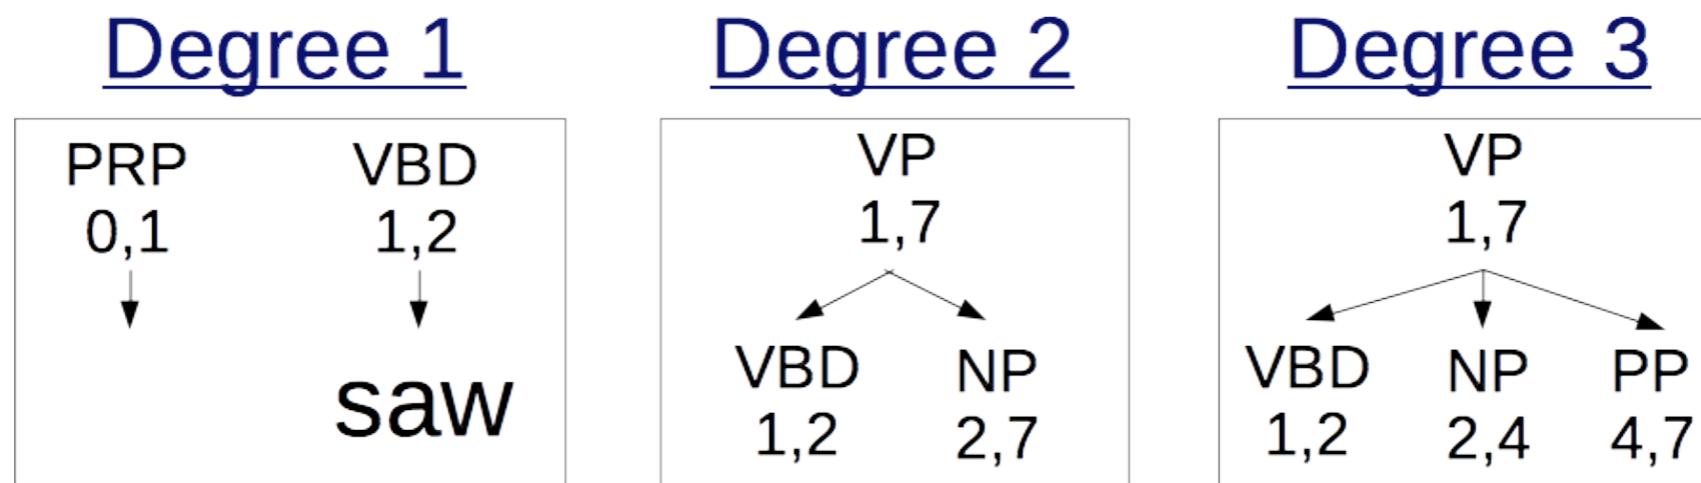 Degree 1 Degree 2 Degree 3
PRP VBD
0,1 1,2
saw
VP
1,7
VBD NP
1,2 2,7
VP
1,7
VBD NP PP
1,2 2,4 4,7